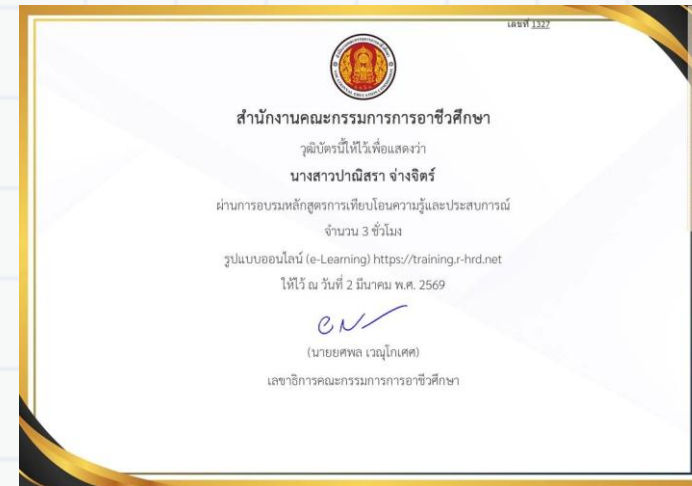 เลขที่ 1327
สำนักงานคณะกรรมการการอาชีวศึกษา
วุฒิบัตรนี้ให้ไว้เพื่อแสดงว่า
นางสาวปาณิสรา จ่างจิตร์
ผ่านการอบรมหลักสูตรการเทียบโอนความรู้และประสบการณ์
จำนวน 3 ชั่วโมง
รูปแบบออนไลน์ (e-Learning) https://training.r-hrd.net
ให้ไว้ ณ วันที่ 2 มีนาคม พ.ศ. 2569
(นายยศพล เวณุโกเศศ)
เลขาธิการคณะกรรมการการอาชีวศึกษา